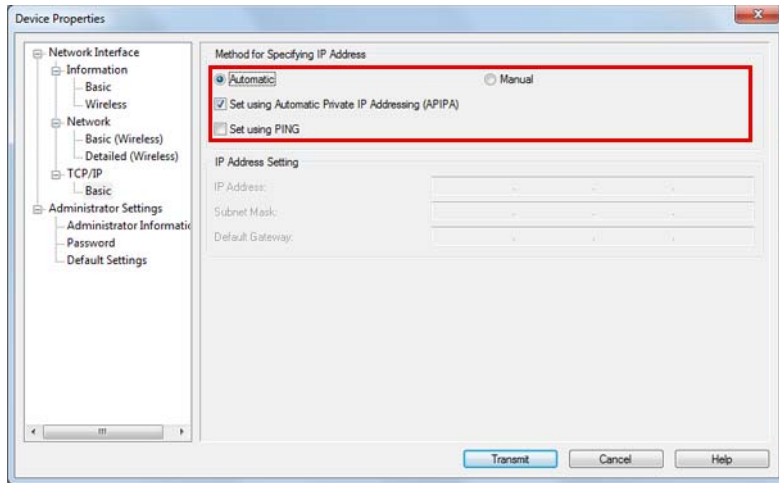 Device Properties
Network Interface
Information
Basic
Wireless
Network
Basic (Wireless)
Detailed (Wireless)
TCP/IP
Basic
Administrator Settings
Administrator Informatic
Password
Default Settings
Method for Specifying IP Address
Automatic Manual
Set using Automatic Private IP Addressing (APIPA)
Set using PING
IP Address Setting
IP Address:
Subnet Mask:
Default Gateway:
Transmit Cancel Help